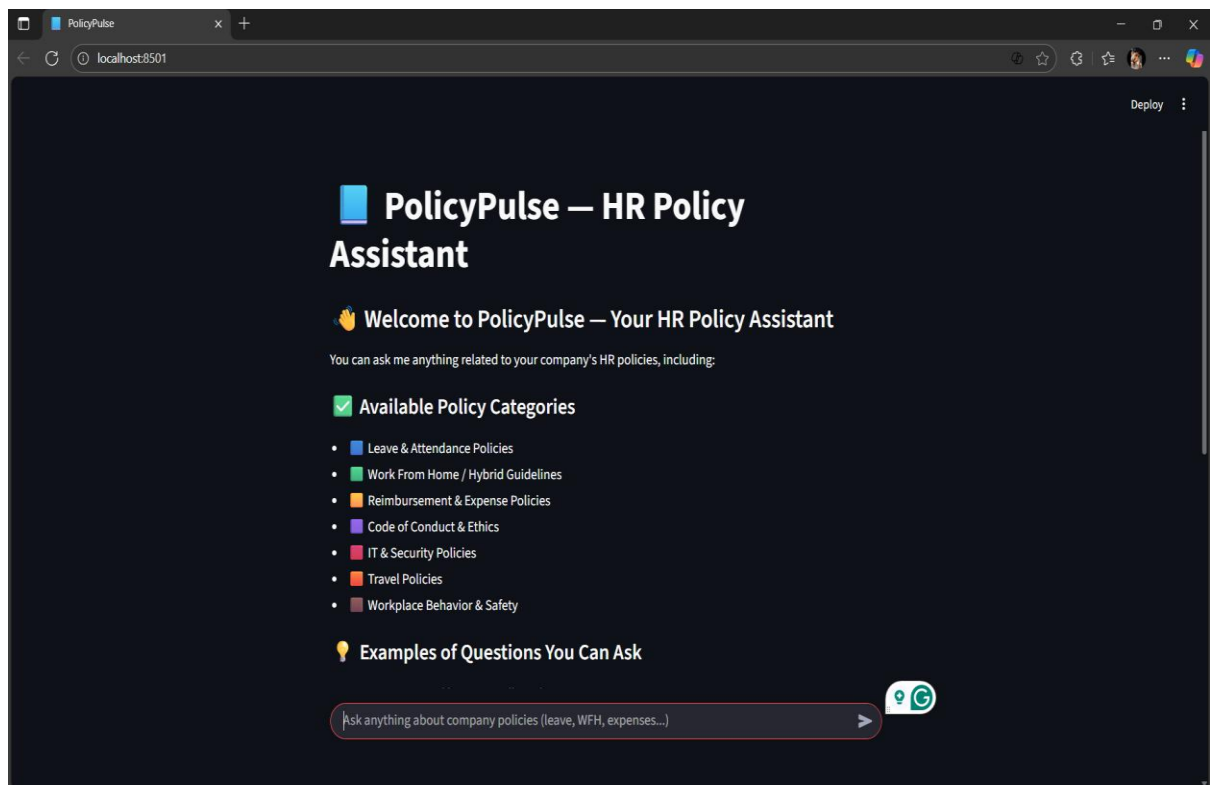 PolicyPulse
localhost:8501
Deploy
PolicyPulse — HR Policy
Assistant
Welcome to PolicyPulse — Your HR Policy Assistant
You can ask me anything related to your company's HR policies, including:
Available Policy Categories
Leave & Attendance Policies
Work From Home / Hybrid Guidelines
Reimbursement & Expense Policies
Code of Conduct & Ethics
IT & Security Policies
Travel Policies
Workplace Behavior & Safety
Examples of Questions You Can Ask
Ask anything about company policies (leave, WFH, expenses...)